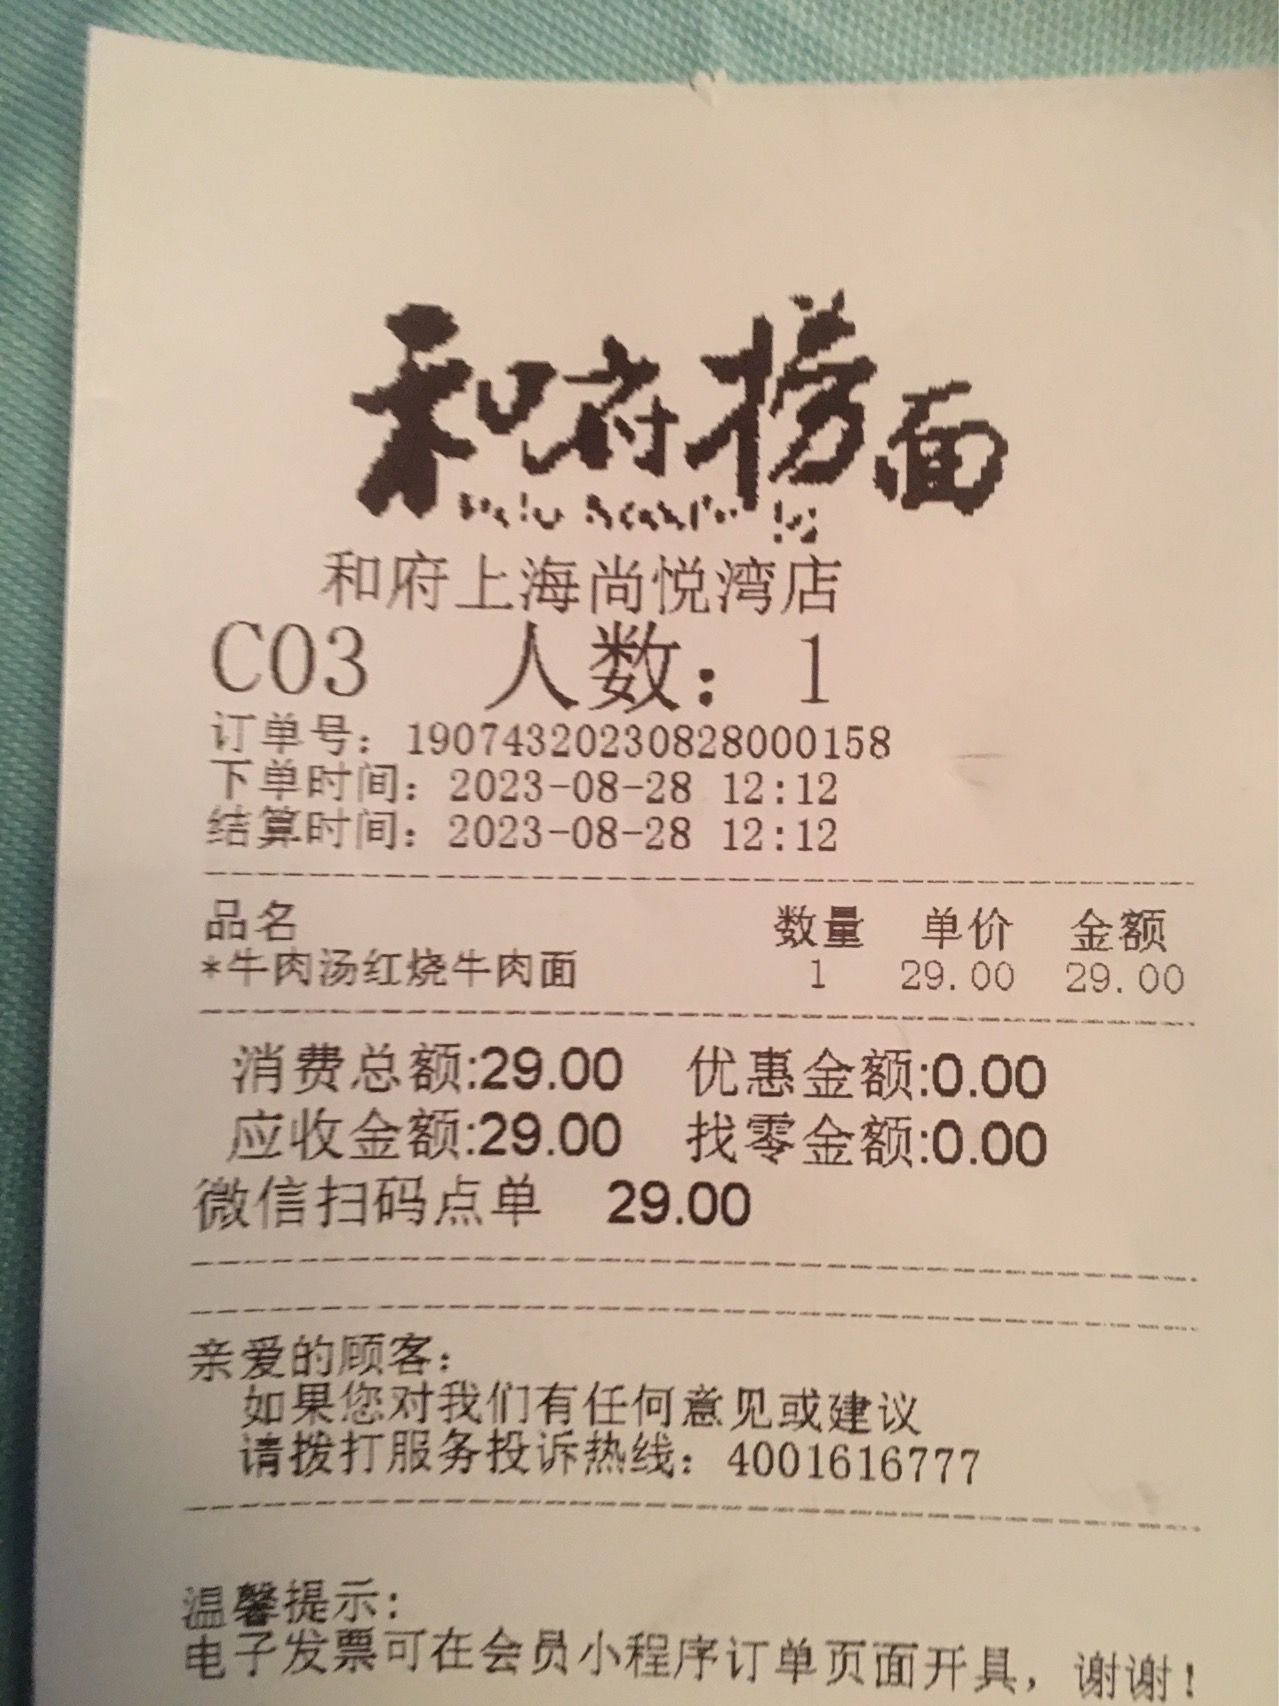 和府捞面
和府上海尚悦湾店
C03 人数：1
订单号：19074320230828000158
下单时间：2023-08-28 12:12
结算时间：2023-08-28 12:12
品名 数量 单价 金额
*牛肉汤红烧牛肉面 1 29.00 29.00
消费总额:29.00 优惠金额:0.00
应收金额:29.00 找零金额:0.00
微信扫码点单 29.00
亲爱的顾客：
如果您对我们有任何意见或建议
请拨打服务投诉热线：4001616777
温馨提示：
电子发票可在会员小程序订单页面开具，谢谢！